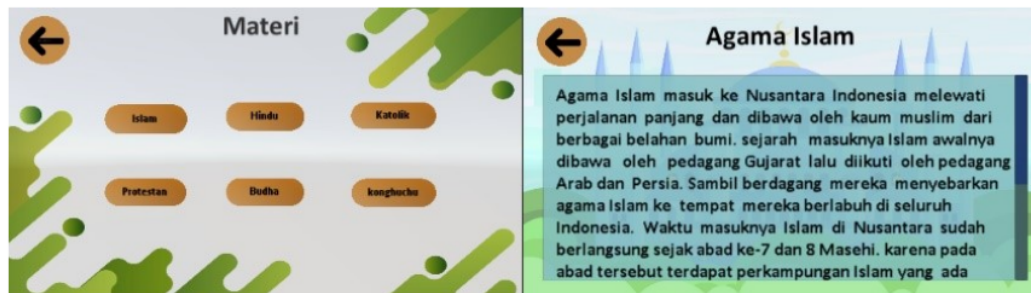 Materi
Islam
Hindu
Katolik
Protestan
Budha
konghuchu
Agama Islam
Agama Islam masuk ke Nusantara Indonesia melewati
perjalanan panjang dan dibawa oleh kaum muslim dari
berbagai belahan bumi. sejarah masuknya Islam awalnya
dibawa oleh pedagang Gujarat lalu diikuti oleh pedagang
Arab dan Persia. Sambil berdagang mereka menyebarkan
agama Islam ke tempat mereka berlabuh di seluruh
Indonesia. Waktu masuknya Islam di Nusantara sudah
berlangsung sejak abad ke-7 dan 8 Masehi. karena pada
abad tersebut terdapat perkampungan Islam yang ada